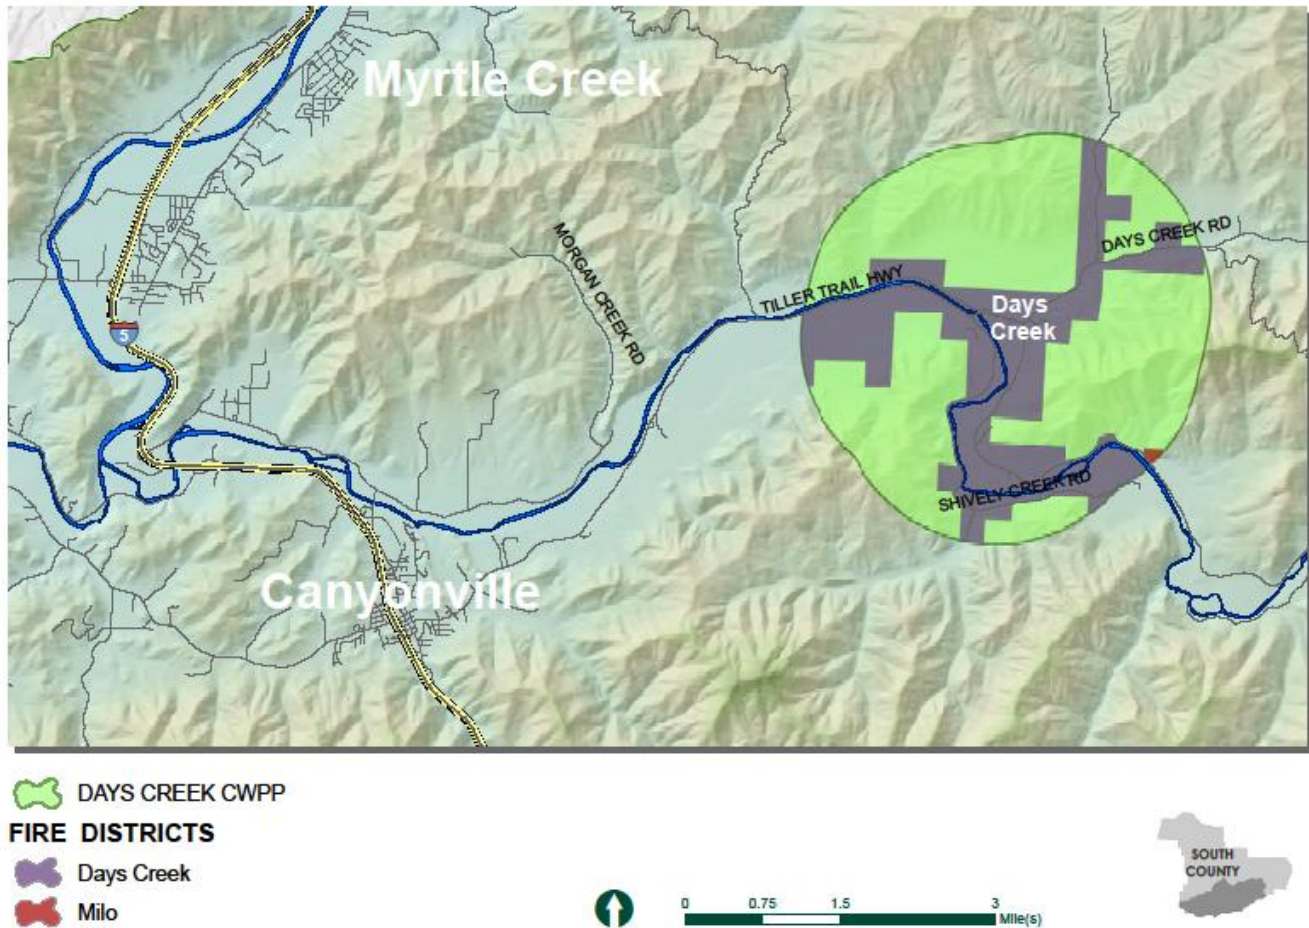 Myrtle Creek
MORGAN CREEK RD
DAYS CREEK RD
TILLER TRAIL HWY
Days
Creek
5
SHIVELY CREEK RD
Canyonville
DAYS CREEK CWPP
FIRE DISTRICTS
Days Creek
Milo
0 0.75 1.5 3
Mile(s)
SOUTH
COUNTY